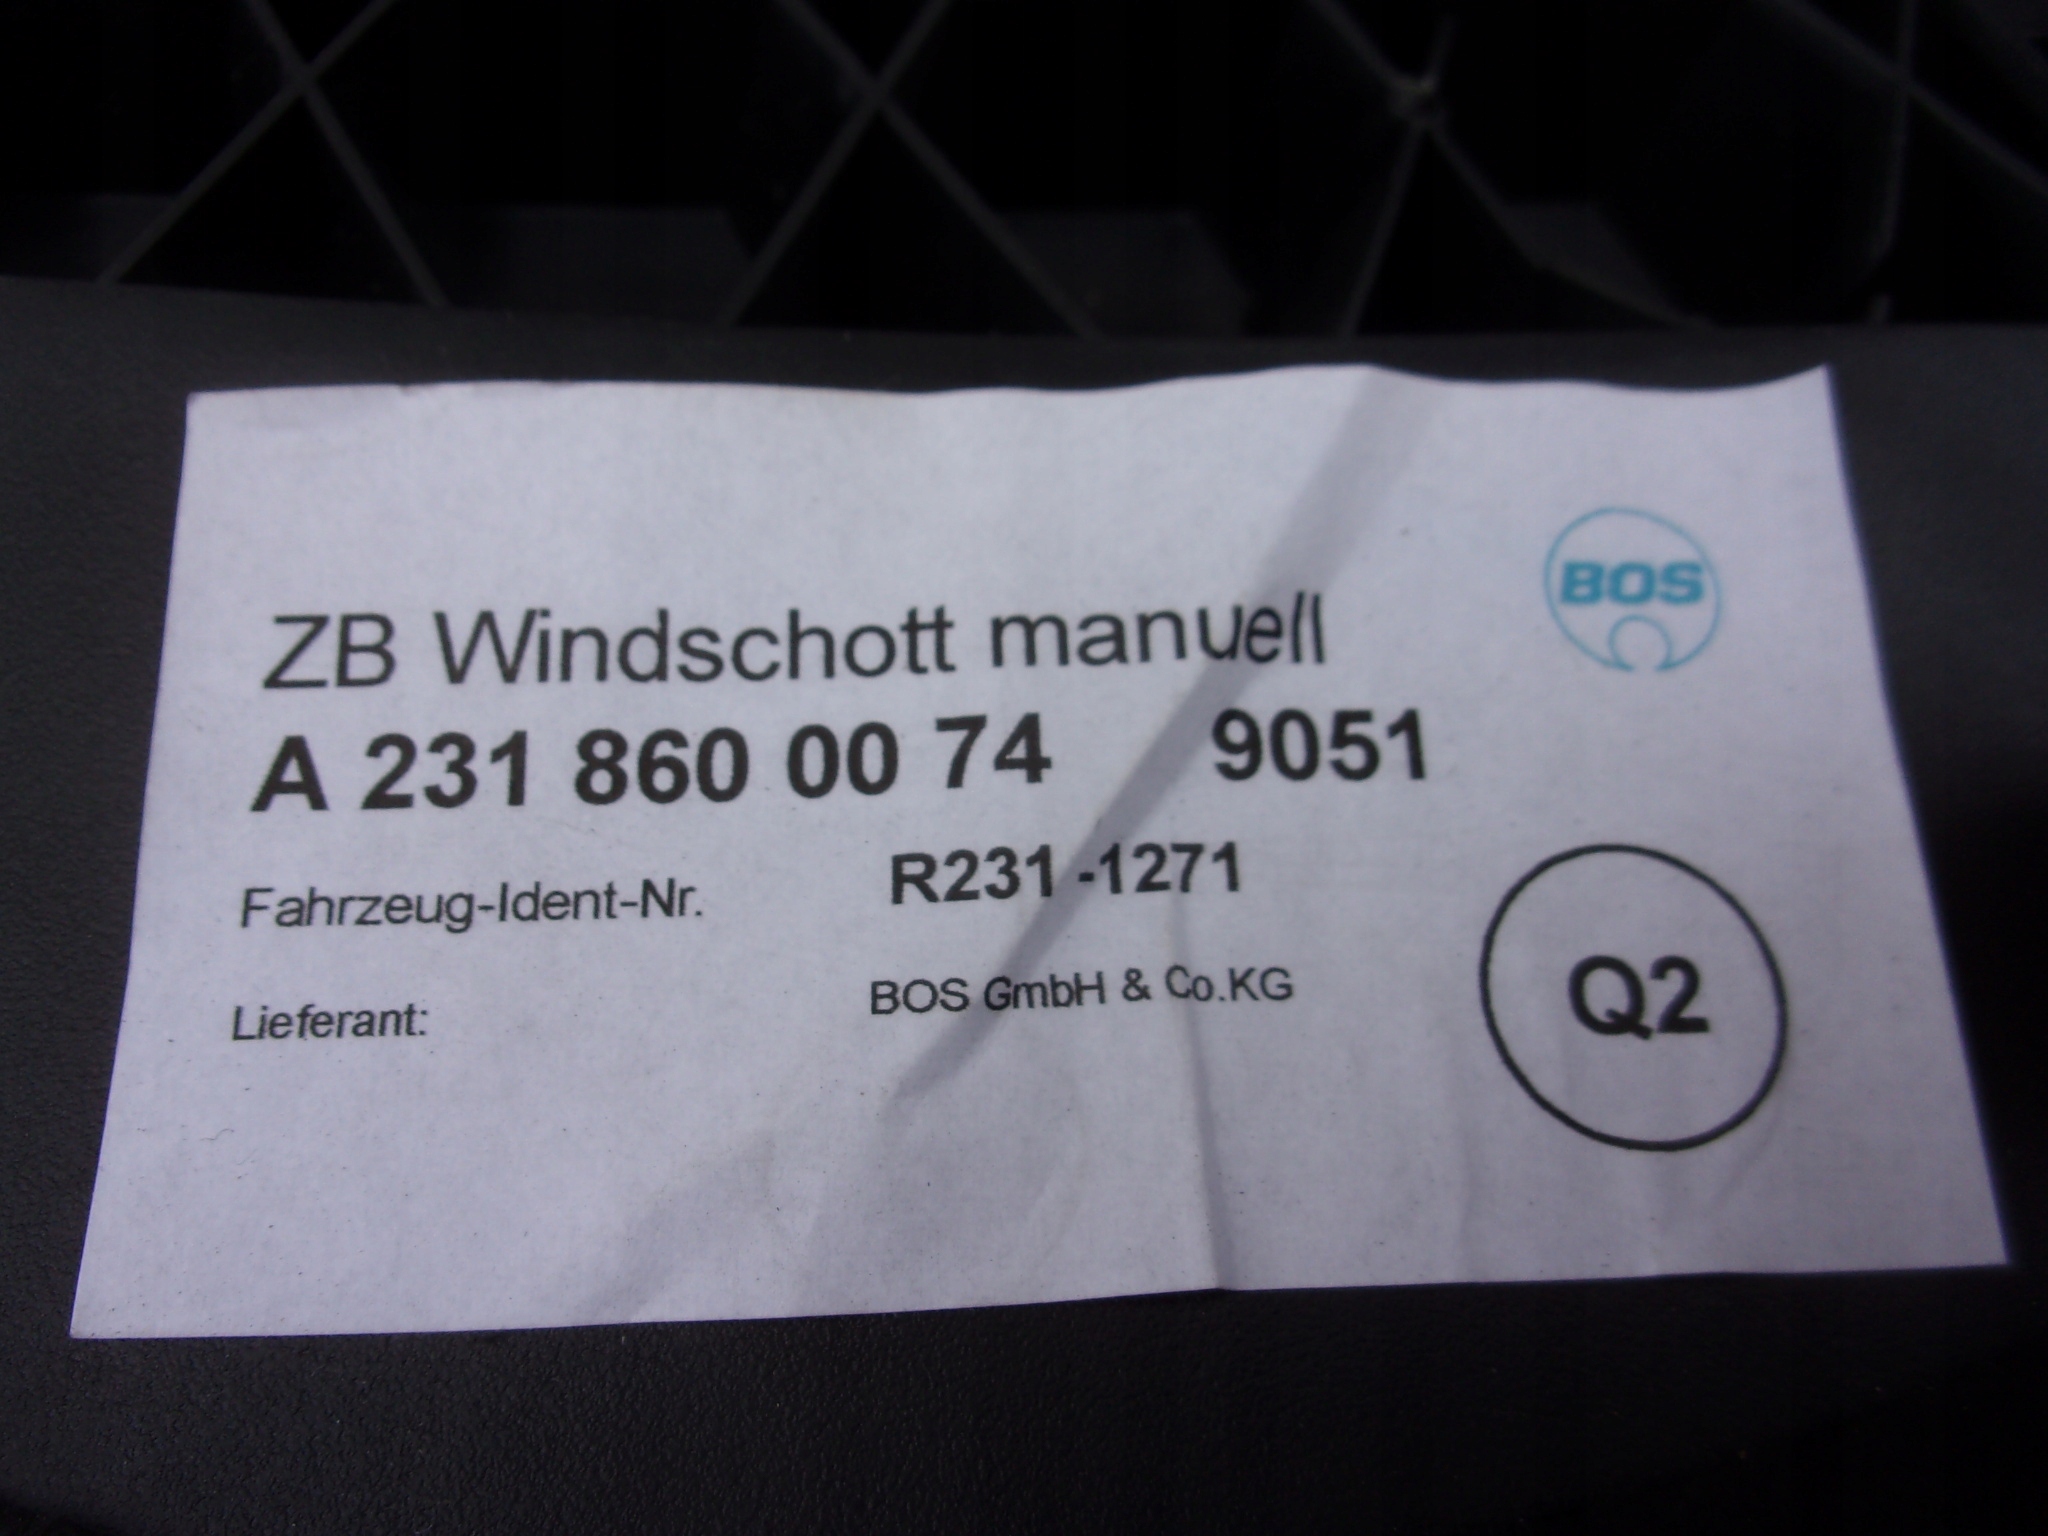 BOS
ZB Windschott manuell
A 231 860 00 74 9051
Fahrzeug-Ident-Nr. R231-1271
Lieferant: BOS GmbH & Co.KG
Q2